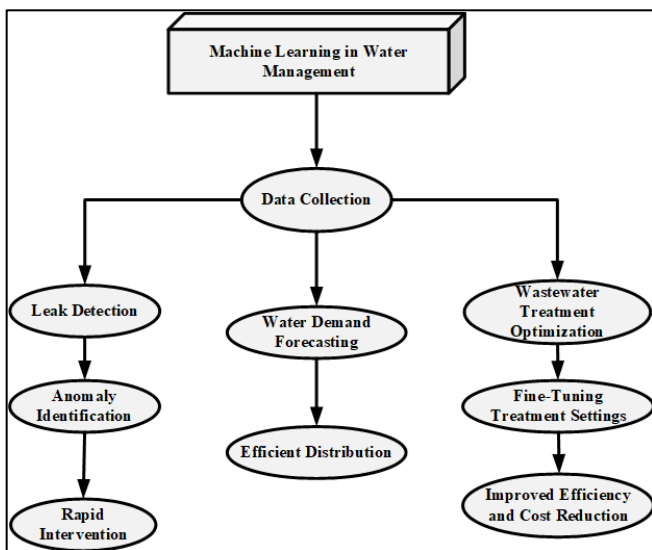 Machine Learning in Water
Management
Data Collection
Leak Detection
Anomaly
Identification
Rapid
Intervention
Water Demand
Forecasting
Efficient Distribution
Wastewater
Treatment
Optimization
Fine-Tuning
Treatment Settings
Improved Efficiency
and Cost Reduction